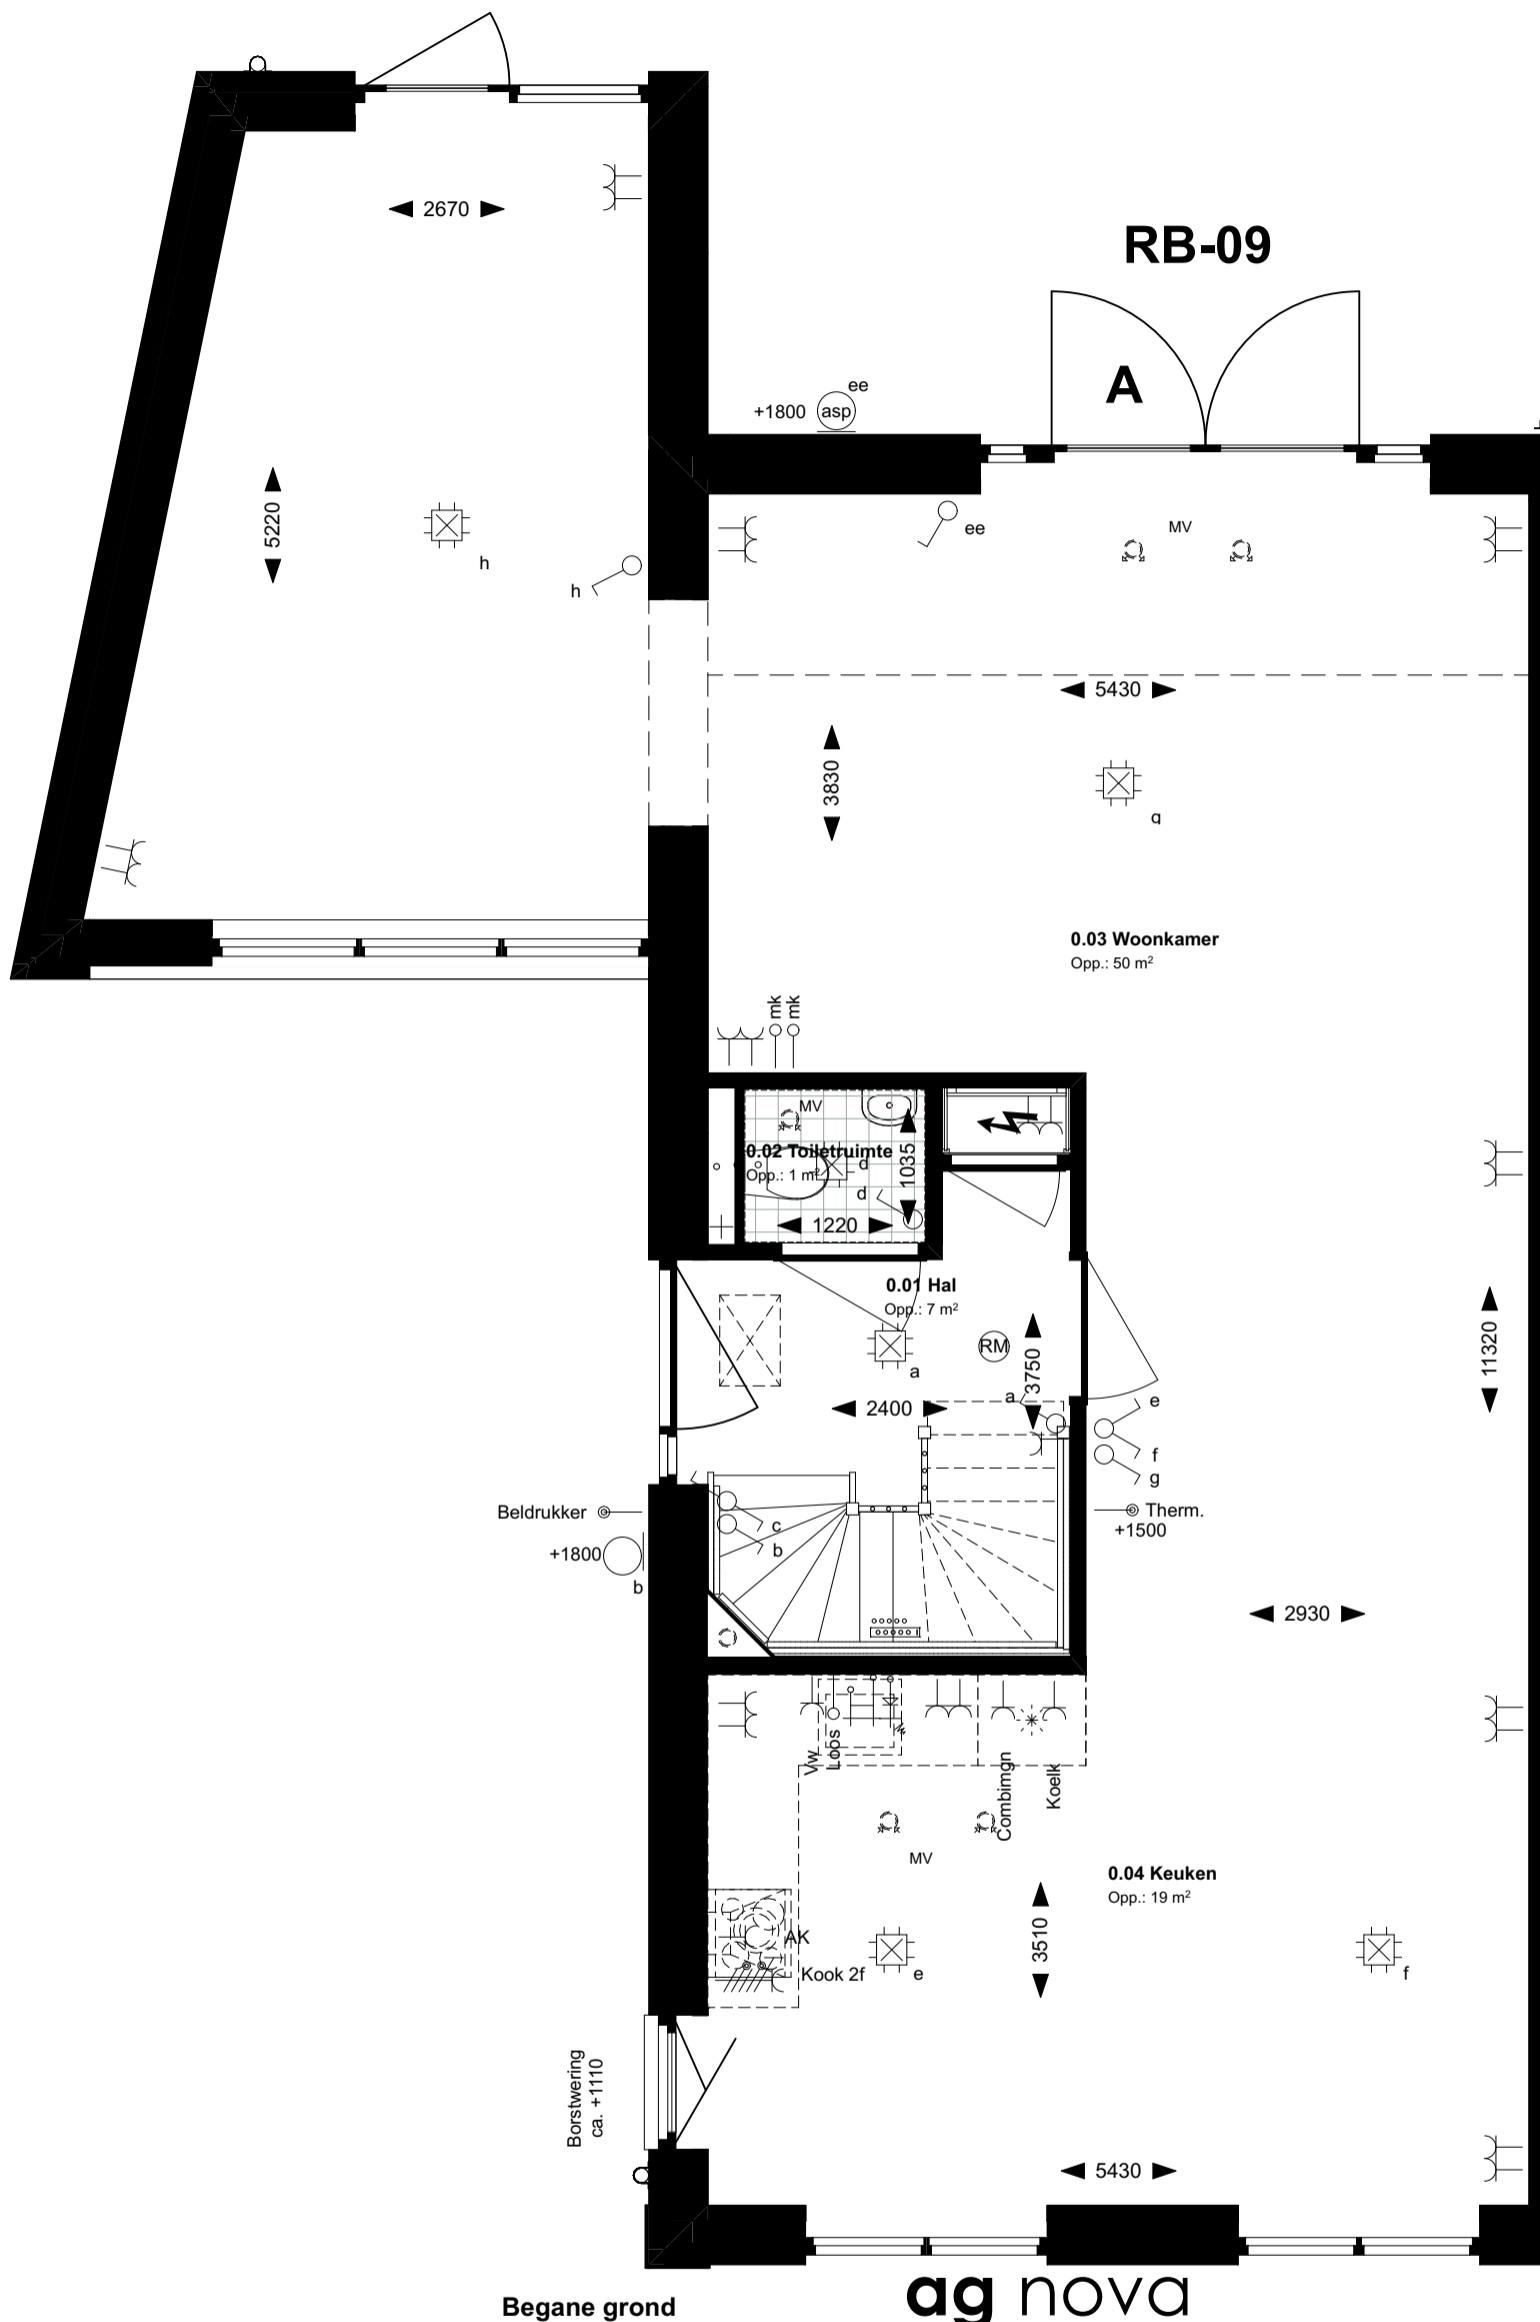 2670
RB-09
A
ee
+1800
asp
5220
h
h
ee
MV
5430
3830
g
0.03 Woonkamer
Opp.: 50 m²
mk
mk
MV
0.02 Toiletruimte
Opp.: 1 m²
d
d
1035
1220
0.01 Hal
Opp.: 7 m²
RM
a
3750
11320
2400
a
e
f
g
Beldrukker
c
b
Therm.
+1500
+1800
b
2930
Vw
Loos
Combimgn
Koelk
MV
0.04 Keuken
Opp.: 19 m²
AK
3510
Kook 2f
e
f
Borstwering
ca. +1110
5430
ag nova
Begane grond